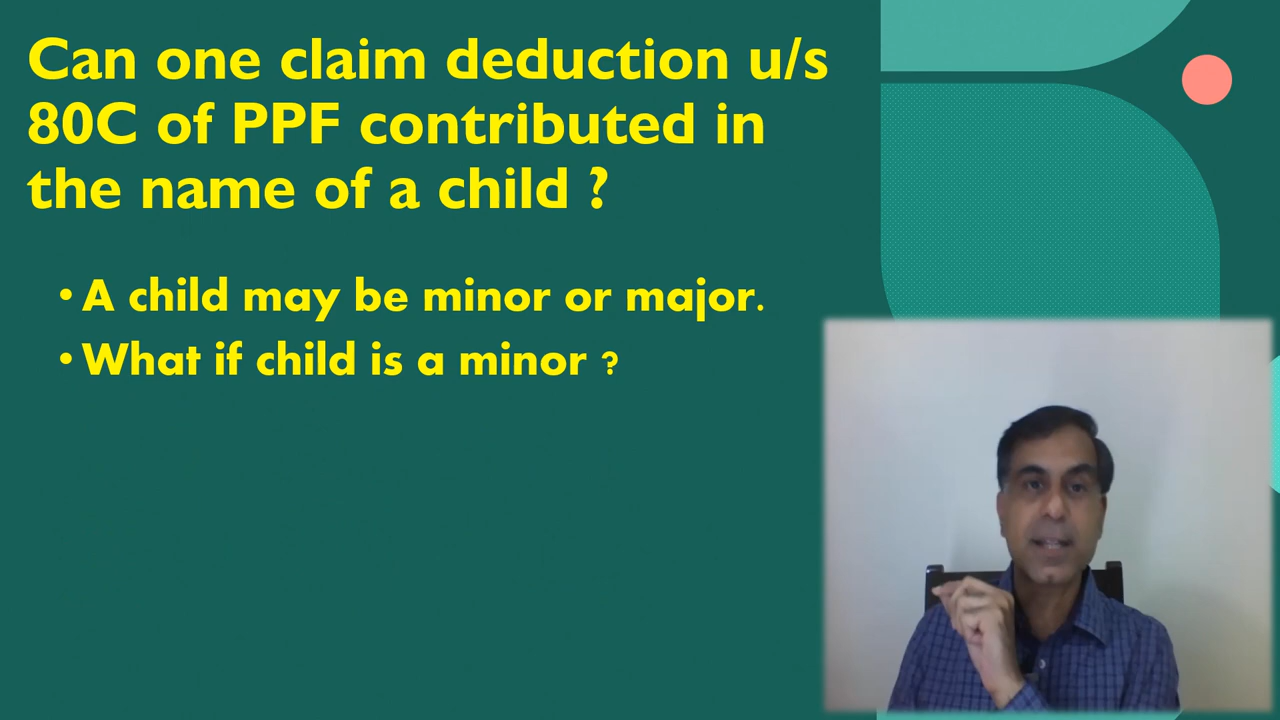 Can one claim deduction u/s
80C of PPF contributed in
the name of a child ?
• A child may be minor or major.
• What if child is a minor ?